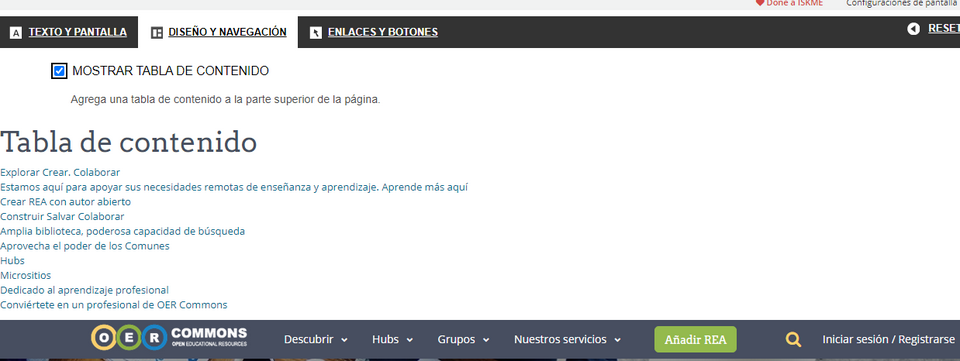 Done a ISKME Configuraciones de pantalla
TEXTO Y PANTALLA DISEÑO Y NAVEGACIÓN ENLACES Y BOTONES RESET
MOSTRAR TABLA DE CONTENIDO
Agrega una tabla de contenido a la parte superior de la página.
Tabla de contenido
Explorar Crear. Colaborar
Estamos aquí para apoyar sus necesidades remotas de enseñanza y aprendizaje. Aprende más aquí
Crear REA con autor abierto
Construir Salvar Colaborar
Amplia biblioteca, poderosa capacidad de búsqueda
Aprovecha el poder de los Comunes
Hubs
Micrositios
Dedicado al aprendizaje profesional
Conviértete en un profesional de OER Commons
OER COMMONS
OPEN EDUCATIONAL RESOURCES
Descubrir Hubs Grupos Nuestros servicios Añadir REA Iniciar sesión / Registrarse